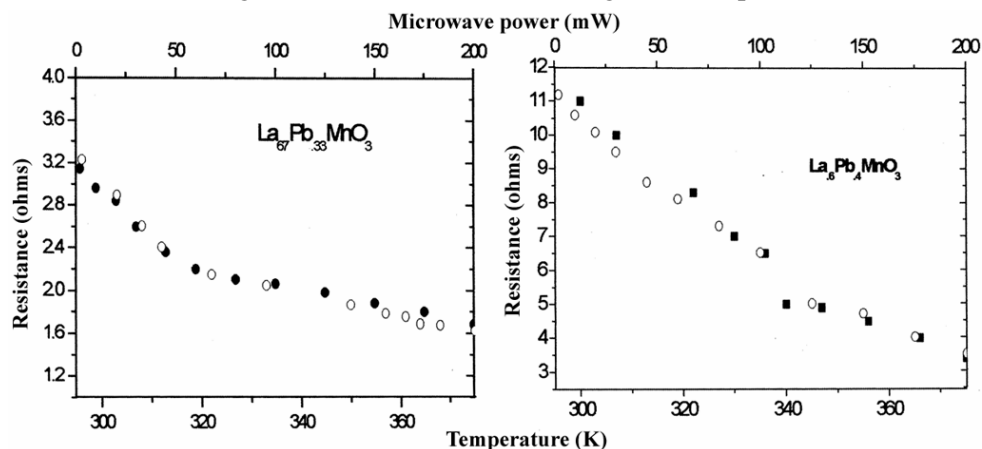 Microwave power (mW)
0 50 100 150 200
0 50 100 150 200
4.0
3.6
3.2
2.8
2.4
2.0
1.6
1.2
Resistance (ohms)
La.67Pb.33MnO3
300 320 340 360
12
11
10
9
8
7
6
5
4
3
Resistance (ohms)
La.6Pb.4MnO3
300 320 340 360
Temperature (K)